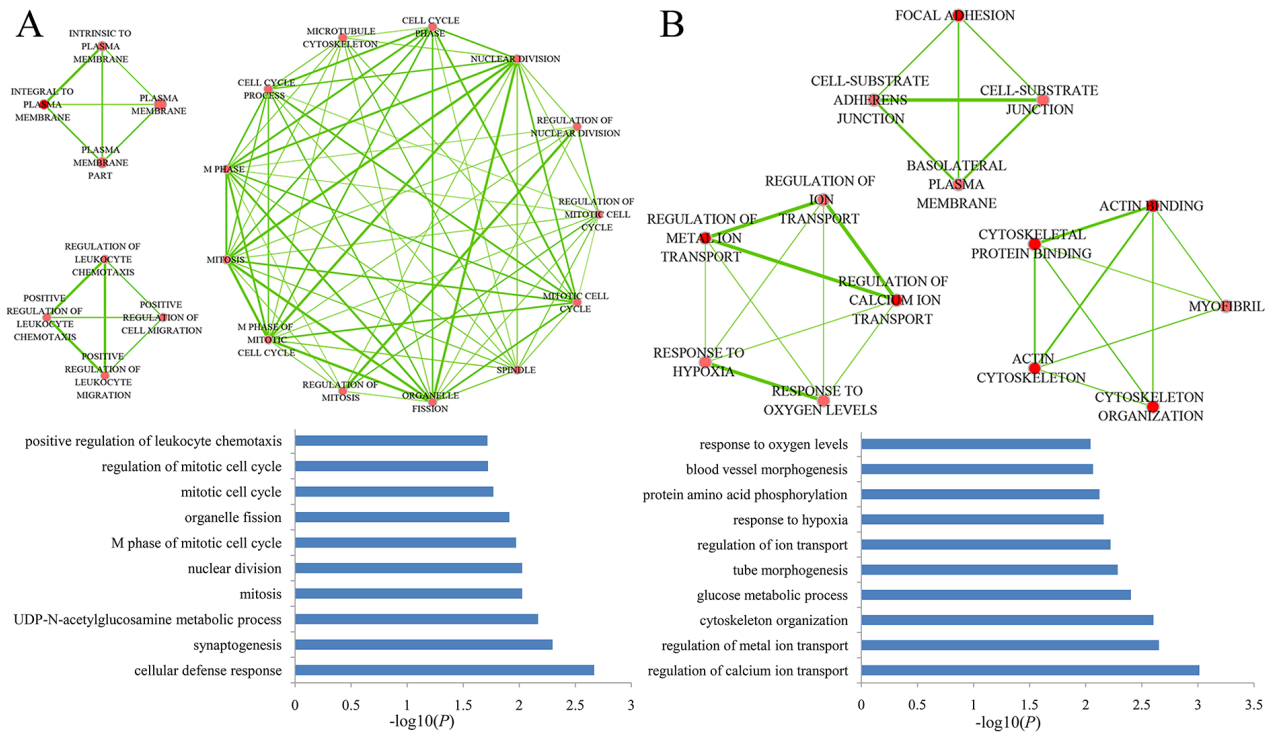 A
INTRINSIC TO
PLASMA
MEMBRANE
INTEGRAL TO
PLASMA
MEMBRANE
PLASMA
MEMBRANE
PLASMA
MEMBRANE
PART
REGULATION OF
LEUKOCYTE
CHEMOTAXIS
POSITIVE
REGULATION OF
LEUKOCYTE
CHEMOTAXIS
POSITIVE
REGULATION OF
CELL MIGRATION
POSITIVE
REGULATION OF
LEUKOCYTE
MIGRATION
CELL CYCLE
PHASE
MICROTUBULE
CYTOSKELETON
NUCLEAR DIVISION
CELL CYCLE
PROCESS
REGULATION OF
NUCLEAR DIVISION
M PHASE
REGULATION OF
MITOTIC CELL
CYCLE
MITOSIS
MITOTIC CELL
CYCLE
M PHASE OF
MITOTIC
CELL CYCLE
SPINDLE
REGULATION OF
MITOSIS
ORGANELLE
FISSION
positive regulation of leukocyte chemotaxis
regulation of mitotic cell cycle
mitotic cell cycle
organelle fission
M phase of mitotic cell cycle
nuclear division
mitosis
UDP-N-acetylglucosamine metabolic process
synaptogenesis
cellular defense response
0 0.5 1 1.5 2 2.5 3
-log10(P)
B
FOCAL ADHESION
CELL-SUBSTRATE
ADHERENS
JUNCTION
CELL-SUBSTRATE
JUNCTION
BASOLATERAL
PLASMA
MEMBRANE
REGULATION OF
ION
TRANSPORT
REGULATION OF
METAL ION
TRANSPORT
REGULATION OF
CALCIUM ION
TRANSPORT
RESPONSE TO
HYPOXIA
RESPONSE TO
OXYGEN LEVELS
ACTIN BINDING
CYTOSKELETAL
PROTEIN BINDING
MYOFIBRIL
ACTIN
CYTOSKELETON
CYTOSKELETON
ORGANIZATION
response to oxygen levels
blood vessel morphogenesis
protein amino acid phosphorylation
response to hypoxia
regulation of ion transport
tube morphogenesis
glucose metabolic process
cytoskeleton organization
regulation of metal ion transport
regulation of calcium ion transport
0 0.5 1 1.5 2 2.5 3 3.5
-log10(P)